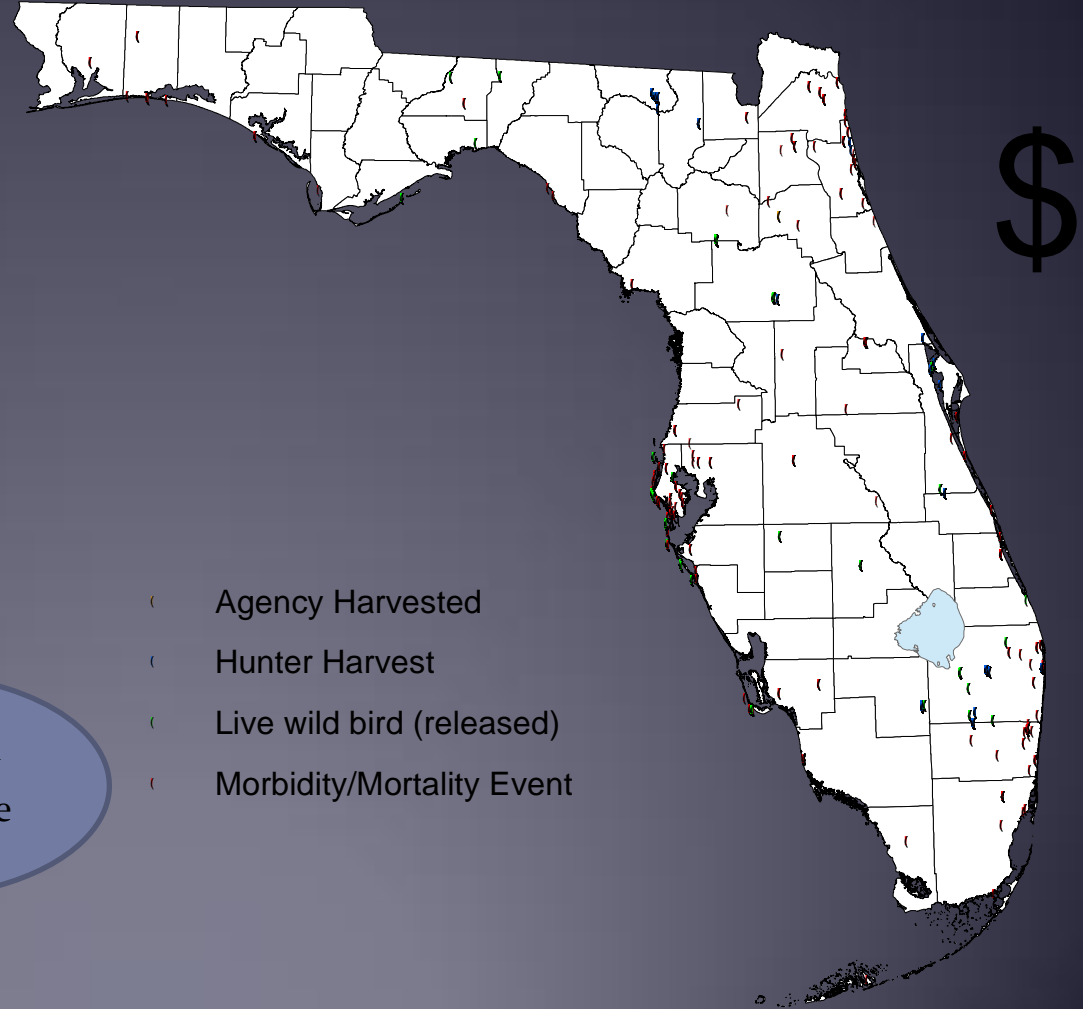 $
Agency Harvested
Hunter Harvest
Live wild bird (released)
Morbidity/Mortality Event
e